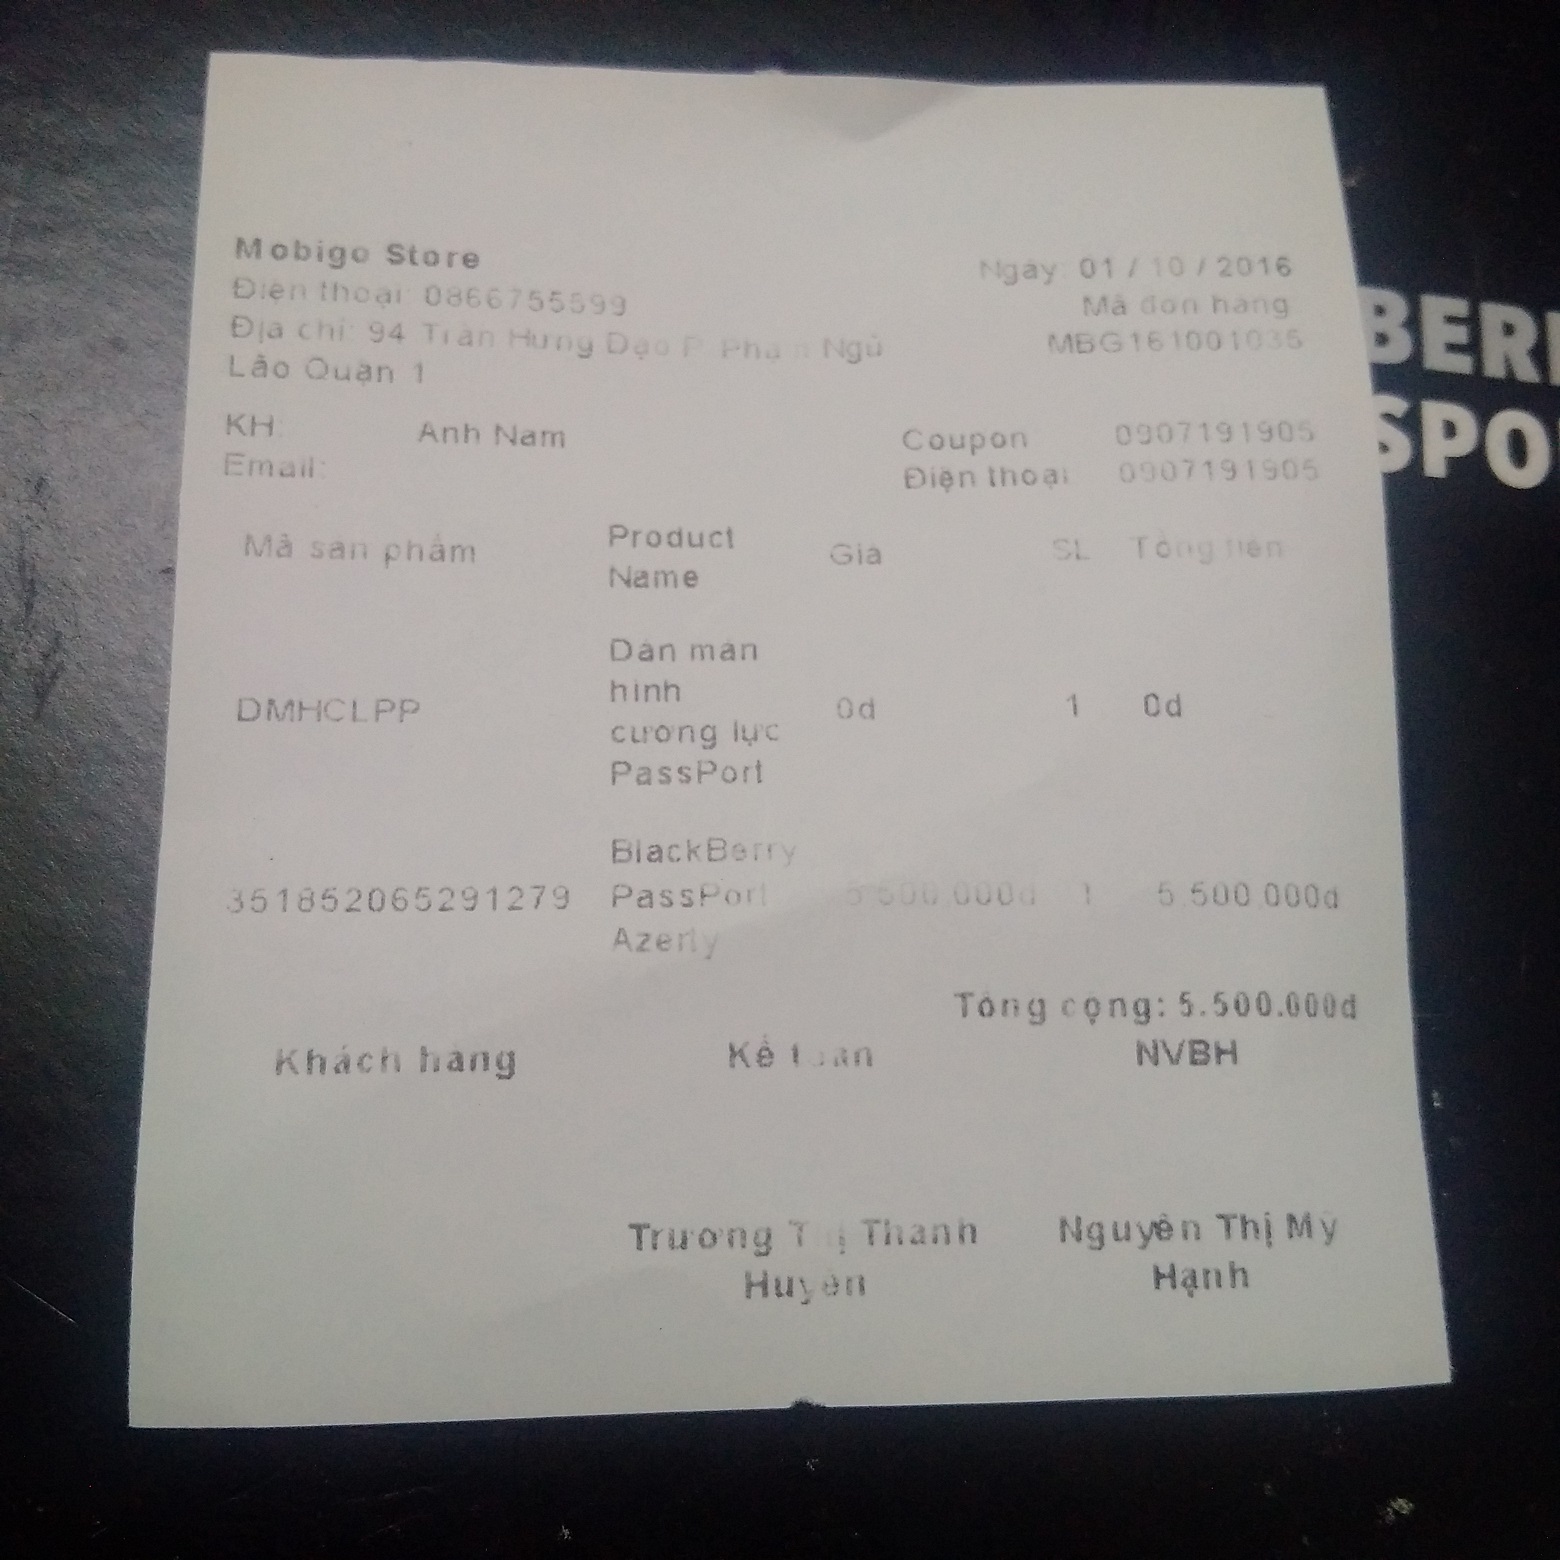 Mobigo Store
Điện thoại: 0866755599
Địa chỉ: 94 Trần Hưng Đạo P. Phạm Ngũ
Lão Quận 1
Ngày: 01 / 10 / 2016
Mã đơn hàng
MBG161001035
KH: Anh Nam
Email:
Coupon 0907191905
Điện thoại 0907191905
Mã sản phẩm Product Name Giá SL Tổng tiền
DMHCLPP Dán màn hình cường lực PassPort 0đ 1 0đ
351852065291279 BlackBerry PassPort Azerty 5.500.000đ 1 5.500.000đ
Tổng cộng: 5.500.000đ
Khách hàng Kế toán NVBH
Trương Thị Thanh Nguyễn Thị Mỹ
Huyền Hạnh
BER
SPO